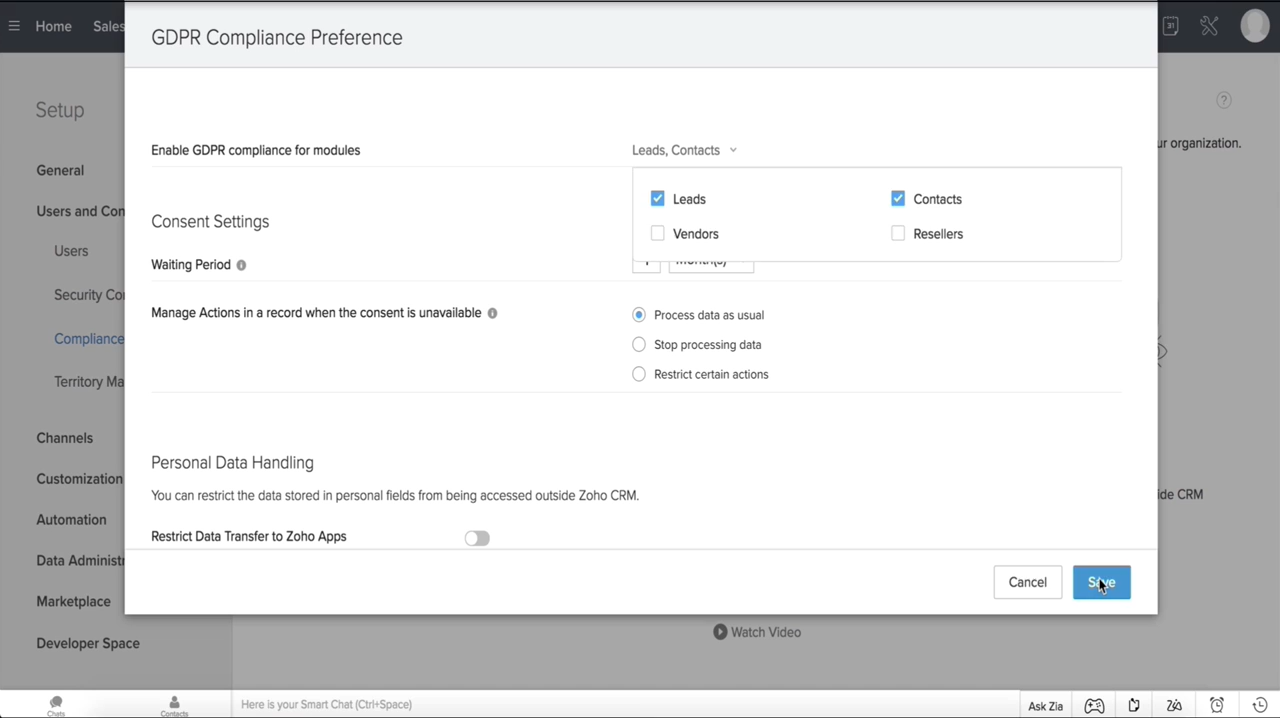 Home Sales
31
GDPR Compliance Preference
Setup
?
ur organization.
Enable GDPR compliance for modules
Leads, Contacts
General
Leads
Contacts
Users and Con
Consent Settings
Vendors
Resellers
Users
Waiting Period
Security Co
Manage Actions in a record when the consent is unavailable
Process data as usual
Compliance
Stop processing data
Territory Ma
Restrict certain actions
Channels
Personal Data Handling
Customization
You can restrict the data stored in personal fields from being accessed outside Zoho CRM.
ide CRM
Automation
Restrict Data Transfer to Zoho Apps
Data Administr
Cancel
Save
Marketplace
Watch Video
Developer Space
Chats
Contacts
Here is your Smart Chat (Ctrl+Space)
Ask Zia